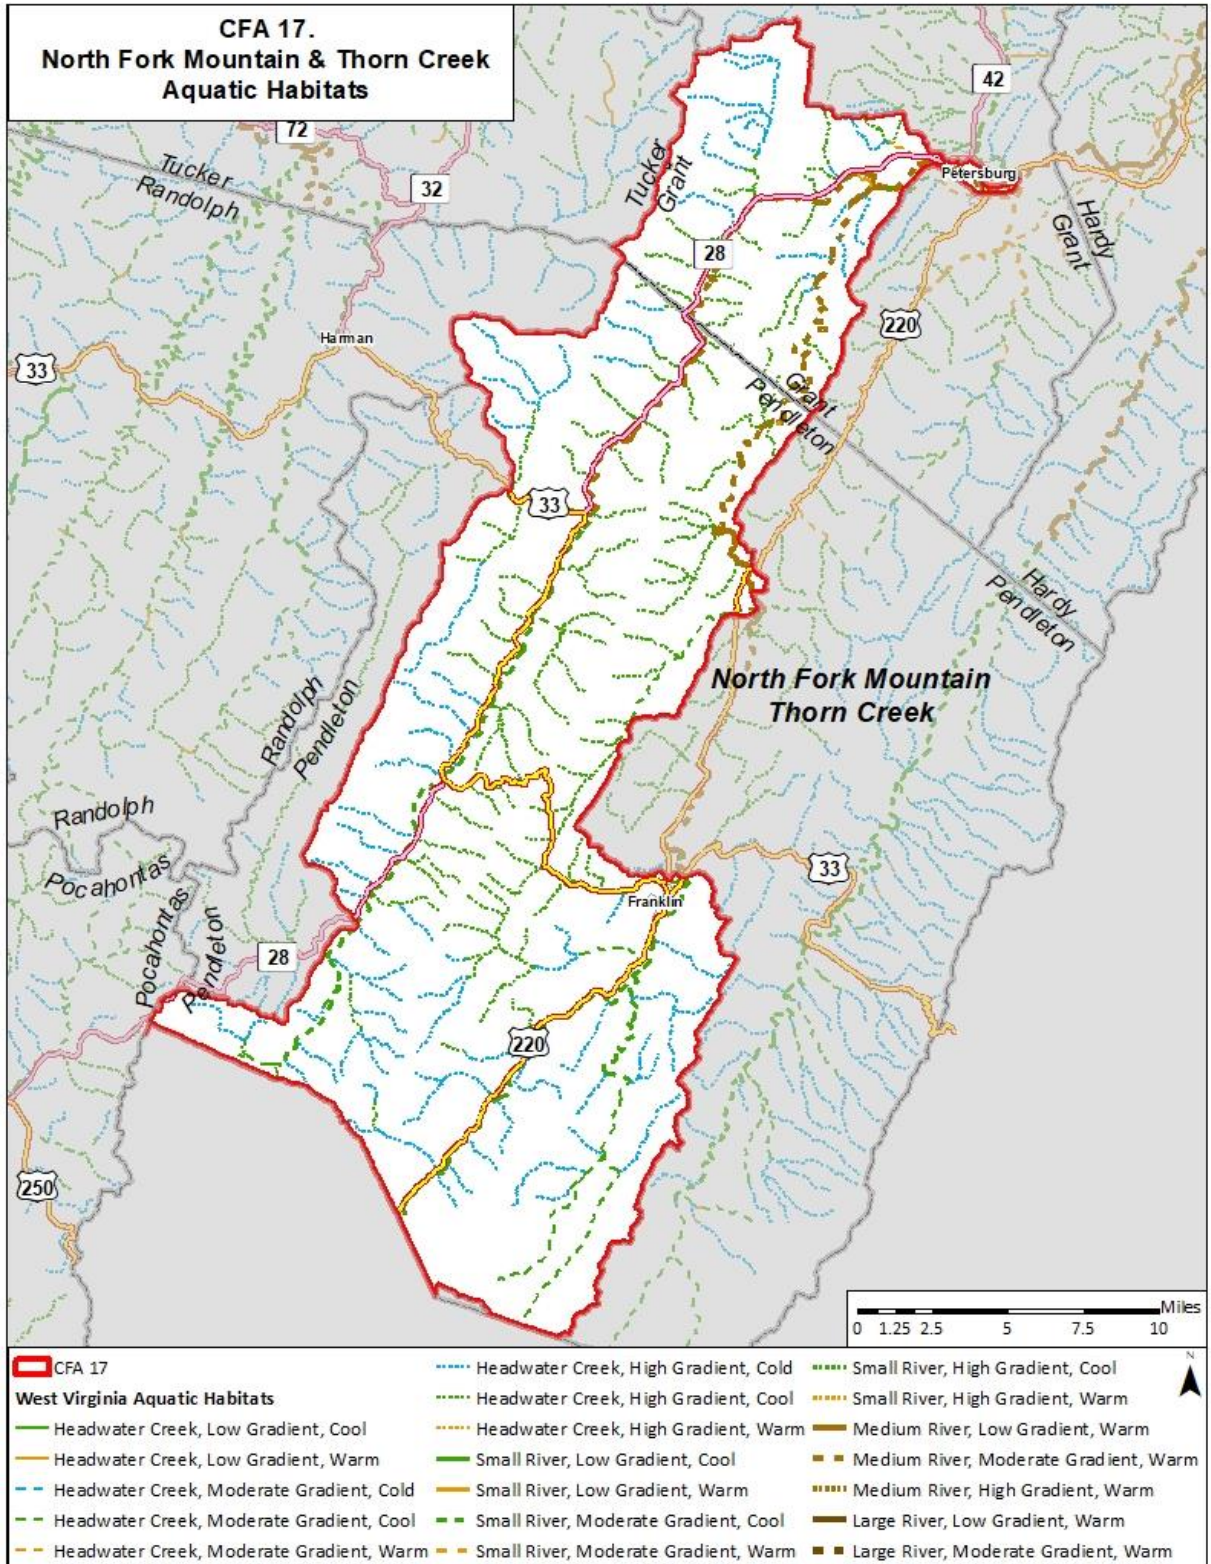 CFA 17.
North Fork Mountain & Thorn Creek
Aquatic Habitats
42
72
Tucker
Randolph
32
Tucker
Grant
Petersburg
Hardy
Grant
28
220
Harman
33
Grant
Pendleton
33
Hardy
Pendleton
North Fork Mountain
Thorn Creek
Randolph
Pendleton
Randolph
Pocahontas
33
Franklin
Pocahontas
Pendleton
28
220
250
Miles
0 1.25 2.5 5 7.5 10
CFA 17
West Virginia Aquatic Habitats
Headwater Creek, Low Gradient, Cool
Headwater Creek, Low Gradient, Warm
Headwater Creek, Moderate Gradient, Cold
Headwater Creek, Moderate Gradient, Cool
Headwater Creek, Moderate Gradient, Warm
Headwater Creek, High Gradient, Cold
Headwater Creek, High Gradient, Cool
Headwater Creek, High Gradient, Warm
Small River, Low Gradient, Cool
Small River, Low Gradient, Warm
Small River, Moderate Gradient, Cool
Small River, Moderate Gradient, Warm
Small River, High Gradient, Cool
Small River, High Gradient, Warm
Medium River, Low Gradient, Warm
Medium River, Moderate Gradient, Warm
Medium River, High Gradient, Warm
Large River, Low Gradient, Warm
Large River, Moderate Gradient, Warm
N